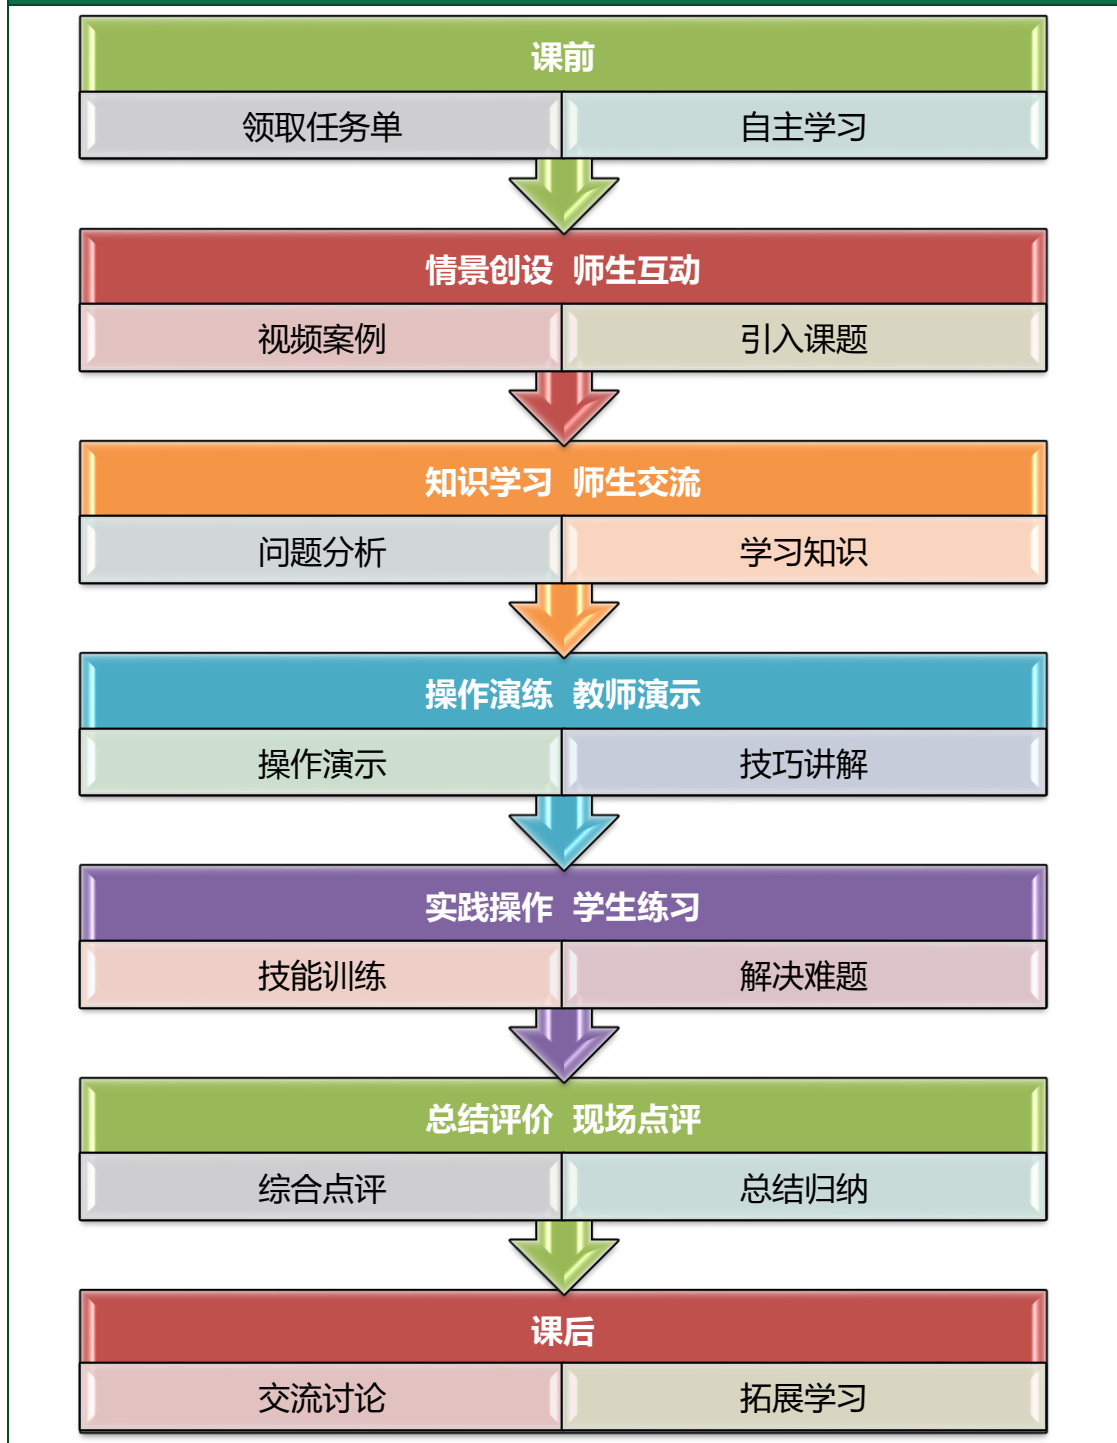 课前
领取任务单 自主学习
情景创设 师生互动
视频案例 引入课题
知识学习 师生交流
问题分析 学习知识
操作演练 教师演示
操作演示 技巧讲解
实践操作 学生练习
技能训练 解决难题
总结评价 现场点评
综合点评 总结归纳
课后
交流讨论 拓展学习